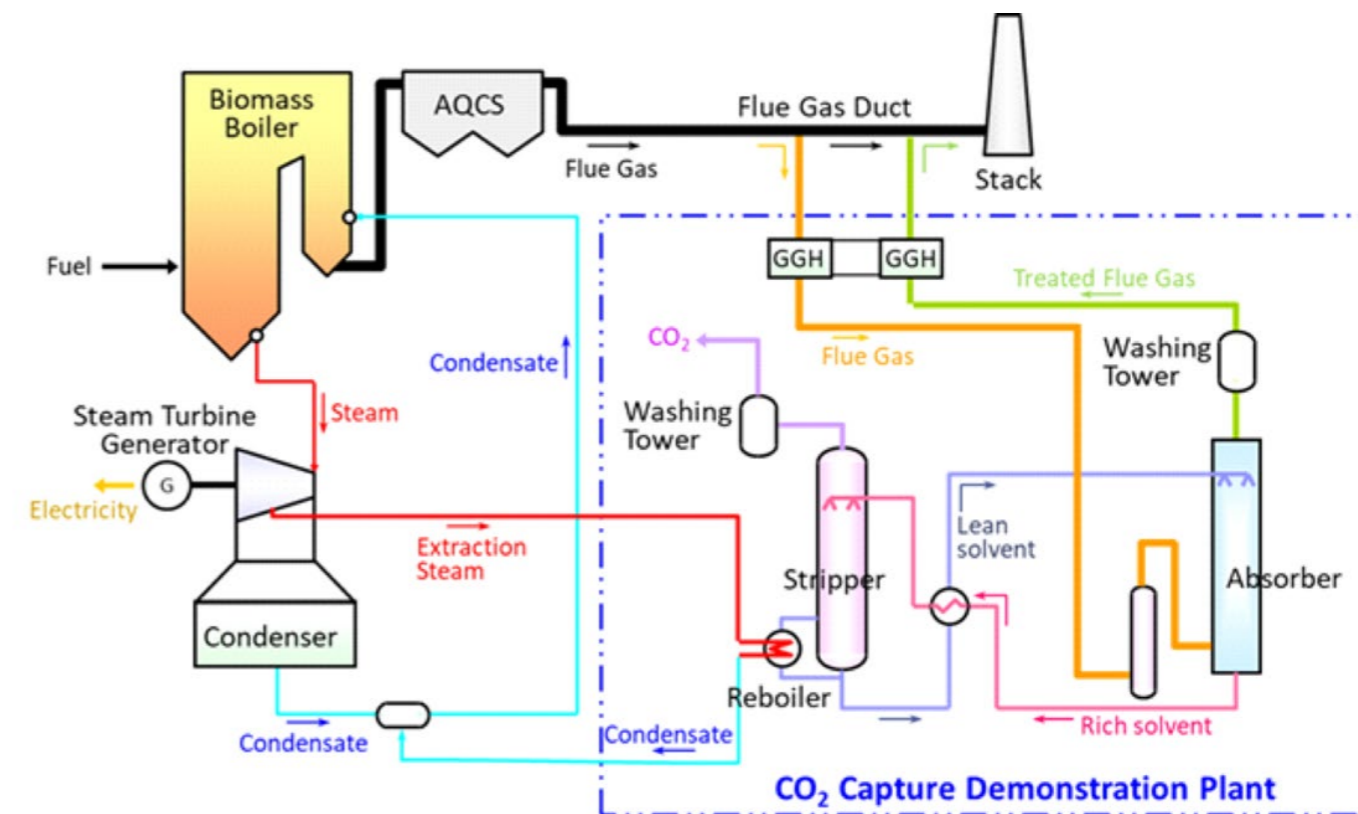 Biomass
Boiler
AQCS
Flue Gas Duct
Flue Gas
Stack
Fuel
GGH
GGH
Treated Flue Gas
CO₂
Flue Gas
Washing
Tower
Condensate
Washing
Tower
Steam Turbine
Generator
Steam
G
Electricity
Extraction
Steam
Lean
solvent
Stripper
Absorber
Condenser
Reboiler
Condensate
Condensate
Rich solvent
CO₂ Capture Demonstration Plant